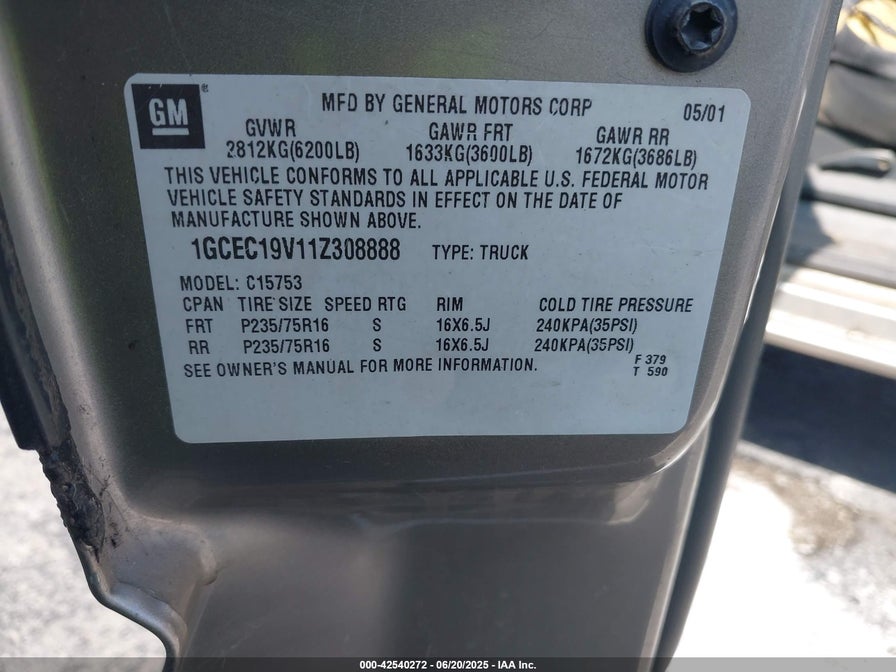 GM
MFD BY GENERAL MOTORS CORP 05/01
GVWR GAWR FRT GAWR RR
2812KG(6200LB) 1633KG(3600LB) 1672KG(3686LB)
THIS VEHICLE CONFORMS TO ALL APPLICABLE U.S. FEDERAL MOTOR
VEHICLE SAFETY STANDARDS IN EFFECT ON THE DATE OF
MANUFACTURE SHOWN ABOVE.
1GCEC19V11Z308888 TYPE: TRUCK
MODEL: C15753
CPAN TIRE SIZE SPEED RTG RIM COLD TIRE PRESSURE
FRT P235/75R16 S 16X6.5J 240KPA(35PSI)
RR P235/75R16 S 16X6.5J 240KPA(35PSI)
SEE OWNER'S MANUAL FOR MORE INFORMATION.
F 379
T 590
000-42540272 - 06/20/2025 - IAA Inc.